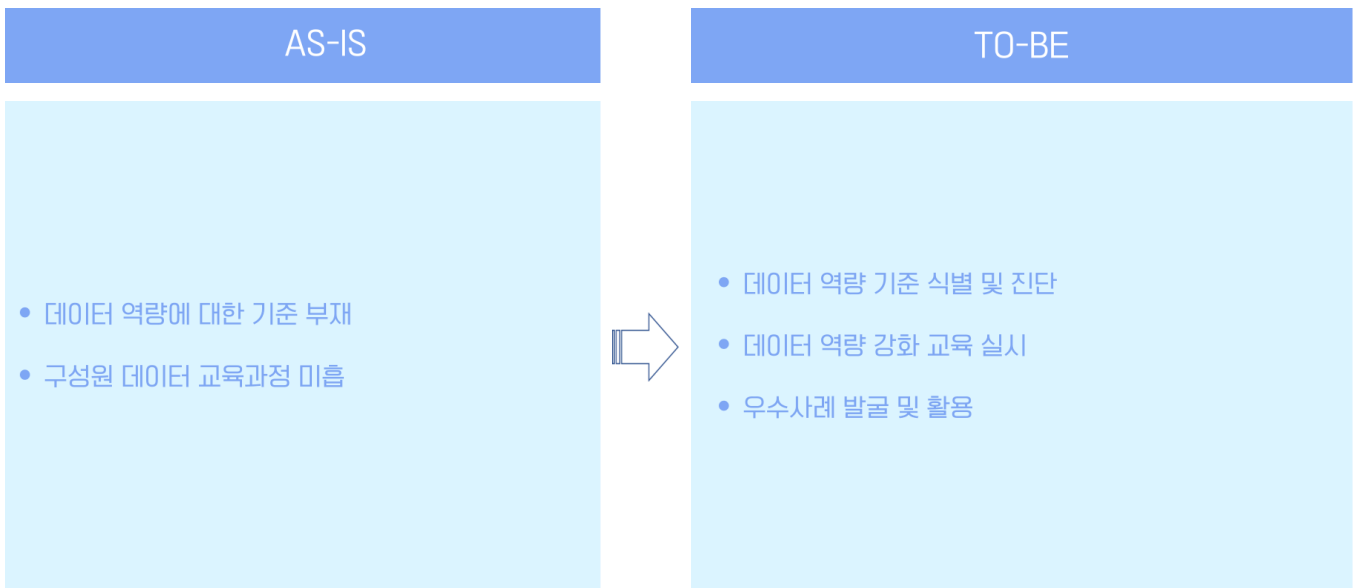 AS-IS
• 데이터 역량에 대한 기준 부재
• 구성원 데이터 교육과정 미흡
TO-BE
• 데이터 역량 기준 식별 및 진단
• 데이터 역량 강화 교육 실시
• 우수사례 발굴 및 활용